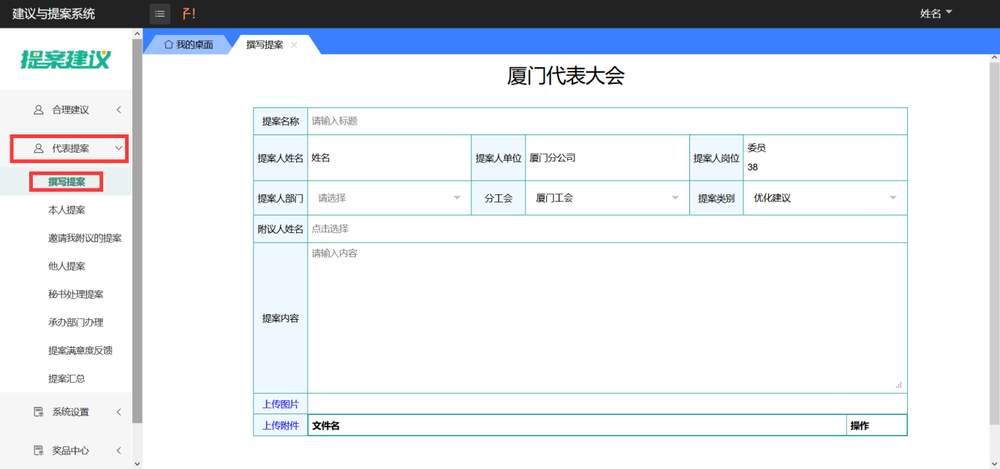 建议与提案系统
姓名
提案建议
我的桌面
撰写提案
合理建议
代表提案
撰写提案
本人提案
邀请我附议的提案
他人提案
秘书处理提案
承办部门办理
提案满意度反馈
提案汇总
系统设置
奖品中心
厦门代表大会
提案名称 请输入标题
提案人姓名 姓名 提案人单位 厦门分公司 提案人岗位 委员
38
提案人部门 请选择 分工会 厦门工会 提案类别 优化建议
附议人姓名 点击选择
提案内容 请输入内容
上传图片
上传附件 文件名 操作